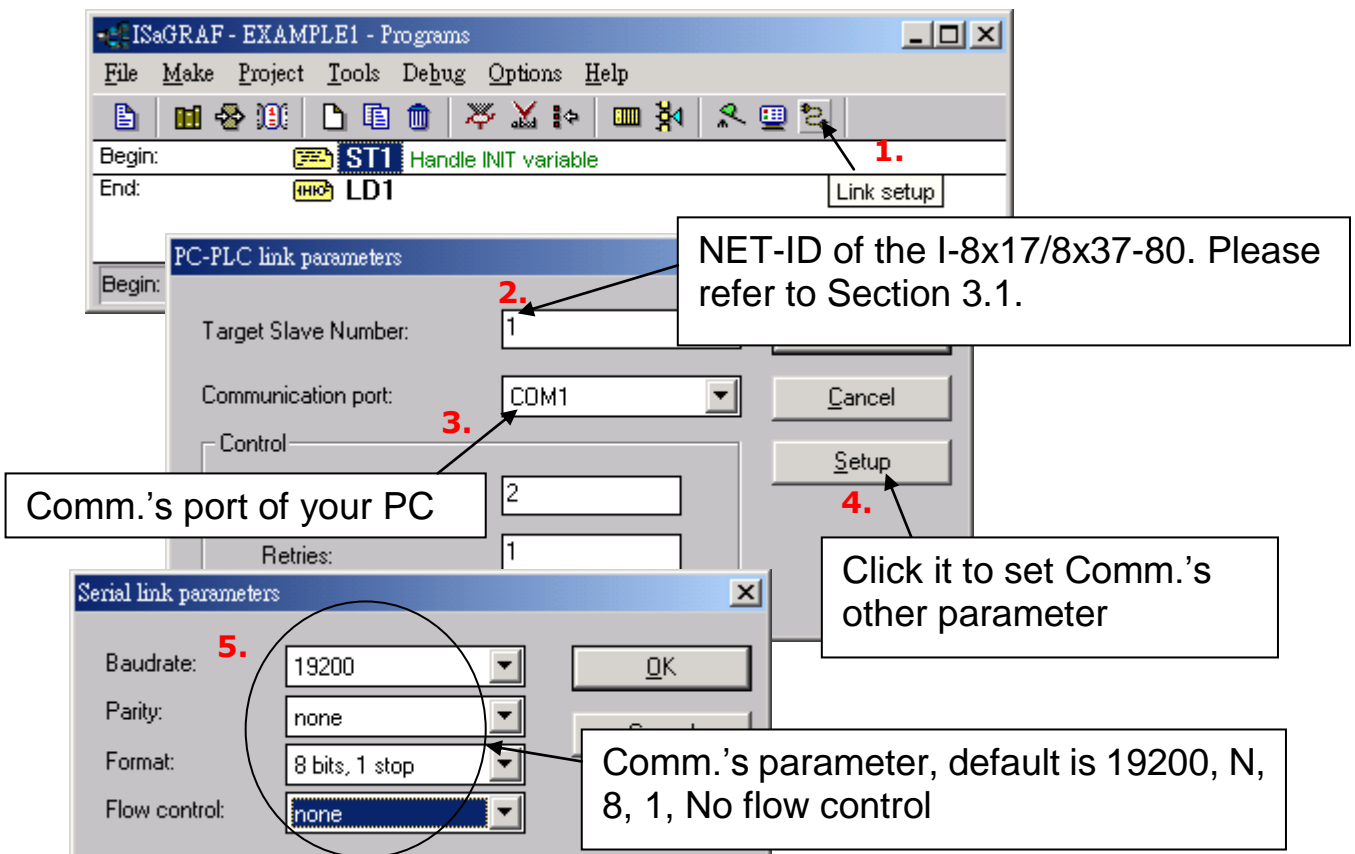 ISaGRAF - EXAMPLE1 - Programs
File Make Project Tools Debug Options Help
Begin: ST1 Handle INIT variable
1.
End: LD1
Link setup
Begin:
PC-PLC link parameters
NET-ID of the I-8x17/8x37-80. Please
refer to Section 3.1.
2.
Target Slave Number: 1
Communication port: COM1
Cancel
3.
Control
Setup
Comm.'s port of your PC
2
4.
Retries: 1
Click it to set Comm.'s
other parameter
Serial link parameters
5.
Baudrate: 19200
OK
Parity: none
Format: 8 bits, 1 stop
Flow control: none
Comm.'s parameter, default is 19200, N,
8, 1, No flow control